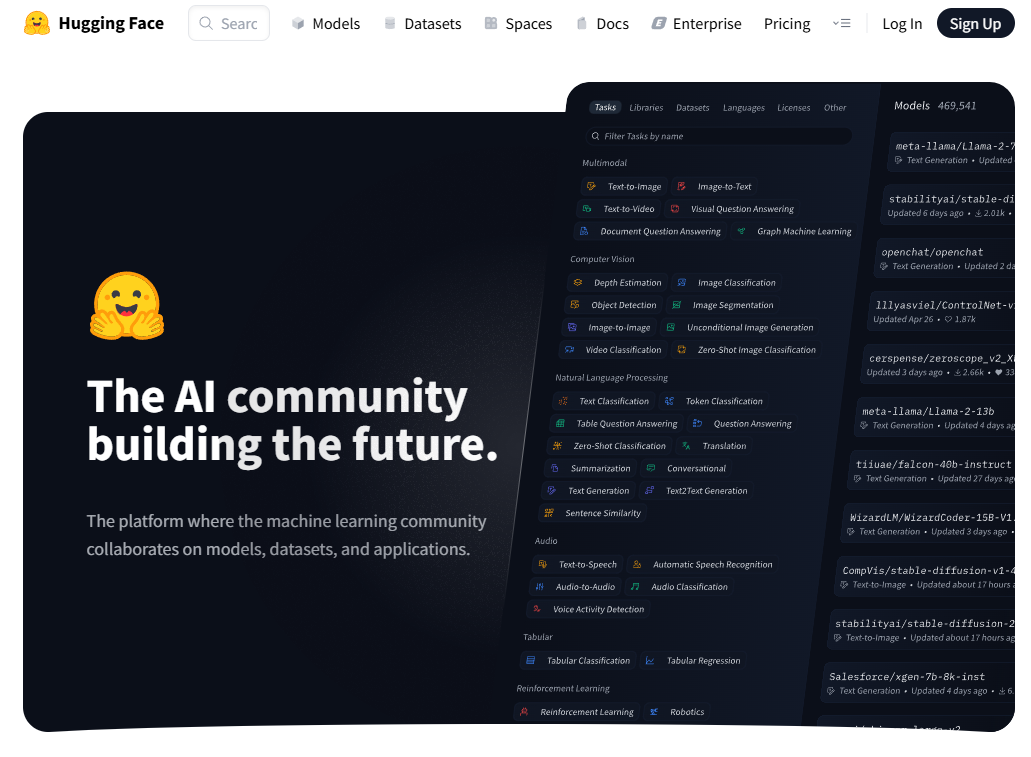 Hugging Face
Searc
Models
Datasets
Spaces
Docs
Enterprise
Pricing
Log In
Sign Up
The AI community
building the future.
The platform where the machine learning community
collaborates on models, datasets, and applications.
Tasks Libraries Datasets Languages Licenses Other
Filter Tasks by name
Multimodal
Text-to-Image Image-to-Text
Text-to-Video Visual Question Answering
Document Question Answering Graph Machine Learning
Computer Vision
Depth Estimation Image Classification
Object Detection Image Segmentation
Image-to-Image Unconditional Image Generation
Video Classification Zero-Shot Image Classification
Natural Language Processing
Text Classification Token Classification
Table Question Answering Question Answering
Zero-Shot Classification Translation
Summarization Conversational
Text Generation Text2Text Generation
Sentence Similarity
Audio
Text-to-Speech Automatic Speech Recognition
Audio-to-Audio Audio Classification
Voice Activity Detection
Tabular
Tabular Classification Tabular Regression
Reinforcement Learning
Reinforcement Learning Robotics
Models 469,541
meta-llama/Llama-2-7
Text Generation • Updated
stabilityai/stable-di
Updated 6 days ago • 2.01k •
openchat/openchat
Text Generation • Updated 2 da
lllyasviel/ControlNet-v
Updated Apr 26 • 1.87k
cerspense/zeroscope_v2_X
Updated 3 days ago • 2.66k • 33
meta-llama/Llama-2-13b
Text Generation • Updated 4 days ag
tiiuae/falcon-40b-instruct
Text Generation • Updated 27 days ag
WizardLM/WizardCoder-15B-V1.
Text Generation • Updated 3 days ago •
CompVis/stable-diffusion-v1-4
Text-to-Image • Updated about 17 hours a
stabilityai/stable-diffusion-2
Text-to-Image • Updated about 17 hours ag
Salesforce/xgen-7b-8k-inst
Text Generation • Updated 4 days ago • 6.